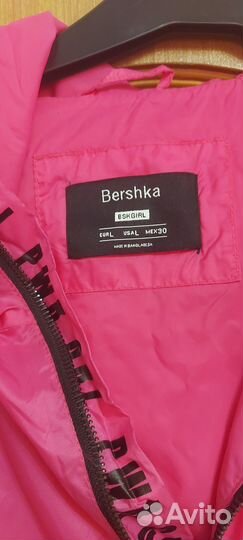 Bershka
BSKGIRL
EUR L USA L MEX 30
MADE IN BANGLADESH
Avito